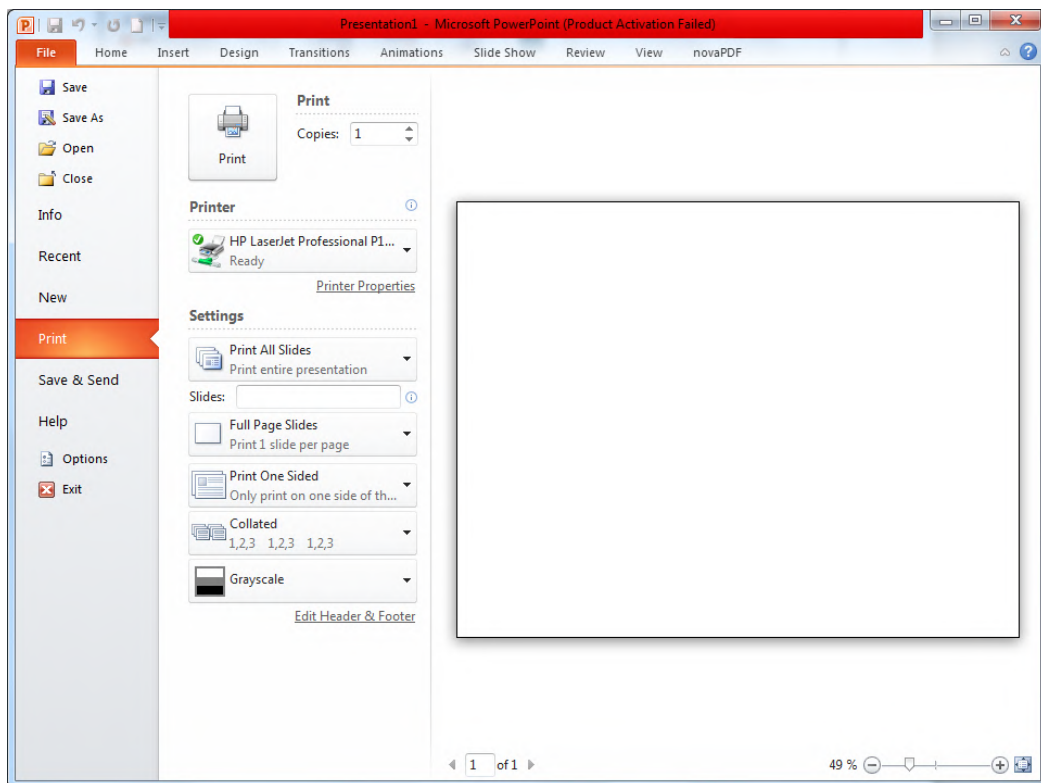 Presentation1 - Microsoft PowerPoint (Product Activation Failed)
File Home Insert Design Transitions Animations Slide Show Review View novaPDF
Save
Save As
Open
Close
Info
Recent
New
Print
Save & Send
Help
Options
Exit
Print
Print
Copies: 1
Printer
HP LaserJet Professional P1...
Ready
Printer Properties
Settings
Print All Slides
Print entire presentation
Slides:
Full Page Slides
Print 1 slide per page
Print One Sided
Only print on one side of th...
Collated
1,2,3 1,2,3 1,2,3
Grayscale
Edit Header & Footer
1 of 1
49 %